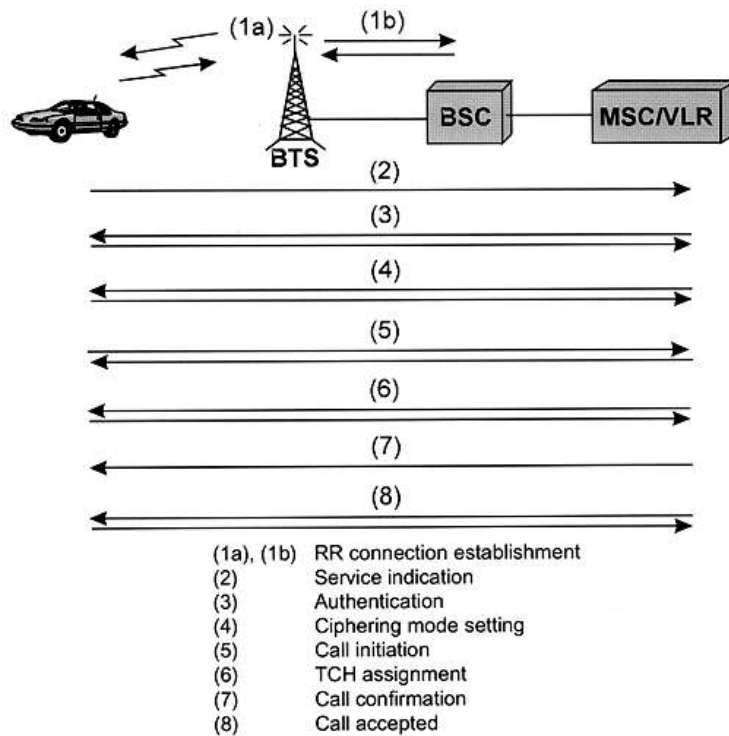 (1a) (1b)
BSC MSC/VLR
BTS
(2)
(3)
(4)
(5)
(6)
(7)
(8)
(1a), (1b) RR connection establishment
(2) Service indication
(3) Authentication
(4) Ciphering mode setting
(5) Call initiation
(6) TCH assignment
(7) Call confirmation
(8) Call accepted